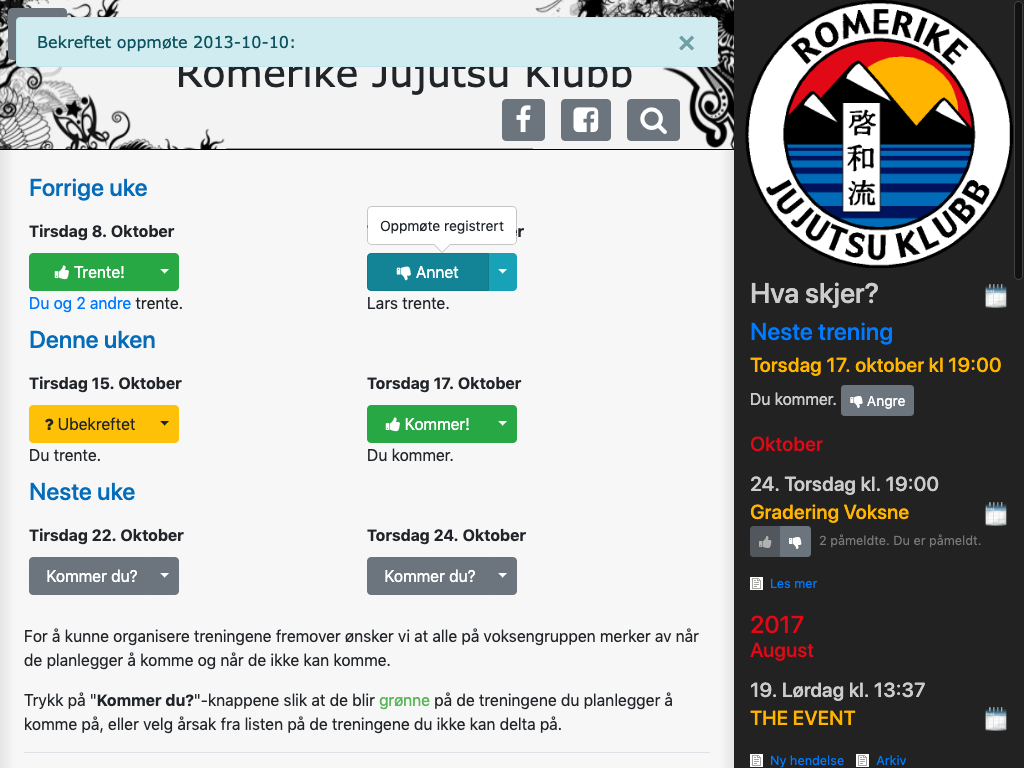 Bekreftet oppmøte 2013-10-10:
×
Romerike Jujutsu Klubb
Forrige uke
Tirsdag 8. Oktober
Oppmøte registrert
r
Trente!
Annet
Du og 2 andre trente.
Lars trente.
Denne uken
Tirsdag 15. Oktober
Torsdag 17. Oktober
? Ubekreftet
Kommer!
Du trente.
Du kommer.
Neste uke
Tirsdag 22. Oktober
Torsdag 24. Oktober
Kommer du?
Kommer du?
For å kunne organisere treningene fremover ønsker vi at alle på voksengruppen merker av når
de planlegger å komme og når de ikke kan komme.
Trykk på "Kommer du?"-knappene slik at de blir grønne på de treningene du planlegger å
komme på, eller velg årsak fra listen på de treningene du ikke kan delta på.
ROMERIKE
啓和流
JUJUTSU KLUBB
Hva skjer?
Neste trening
Torsdag 17. oktober kl 19:00
Du kommer. Angre
Oktober
24. Torsdag kl. 19:00
Gradering Voksne
2 påmeldte. Du er påmeldt.
Les mer
2017
August
19. Lørdag kl. 13:37
THE EVENT
Ny hendelse Arkiv